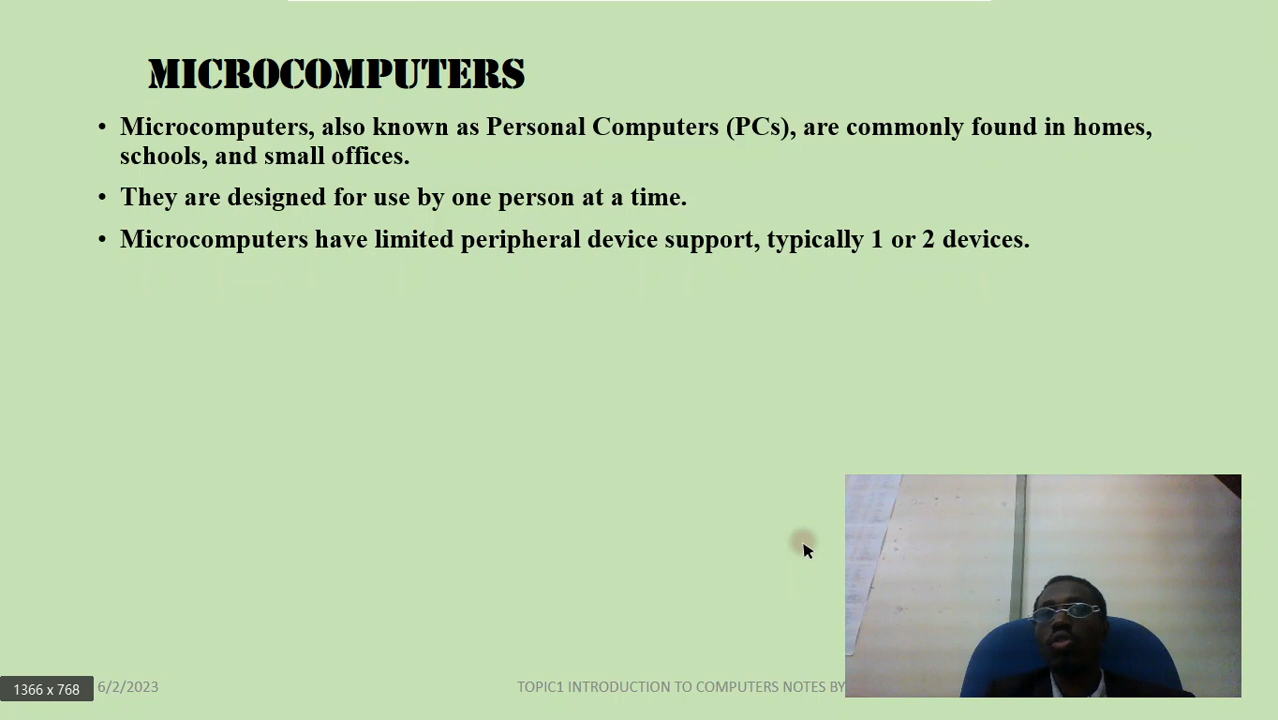 MICROCOMPUTERS
• Microcomputers, also known as Personal Computers (PCs), are commonly found in homes,
schools, and small offices.
• They are designed for use by one person at a time.
• Microcomputers have limited peripheral device support, typically 1 or 2 devices.
1366 x 768
6/2/2023
TOPIC1 INTRODUCTION TO COMPUTERS NOTES BY